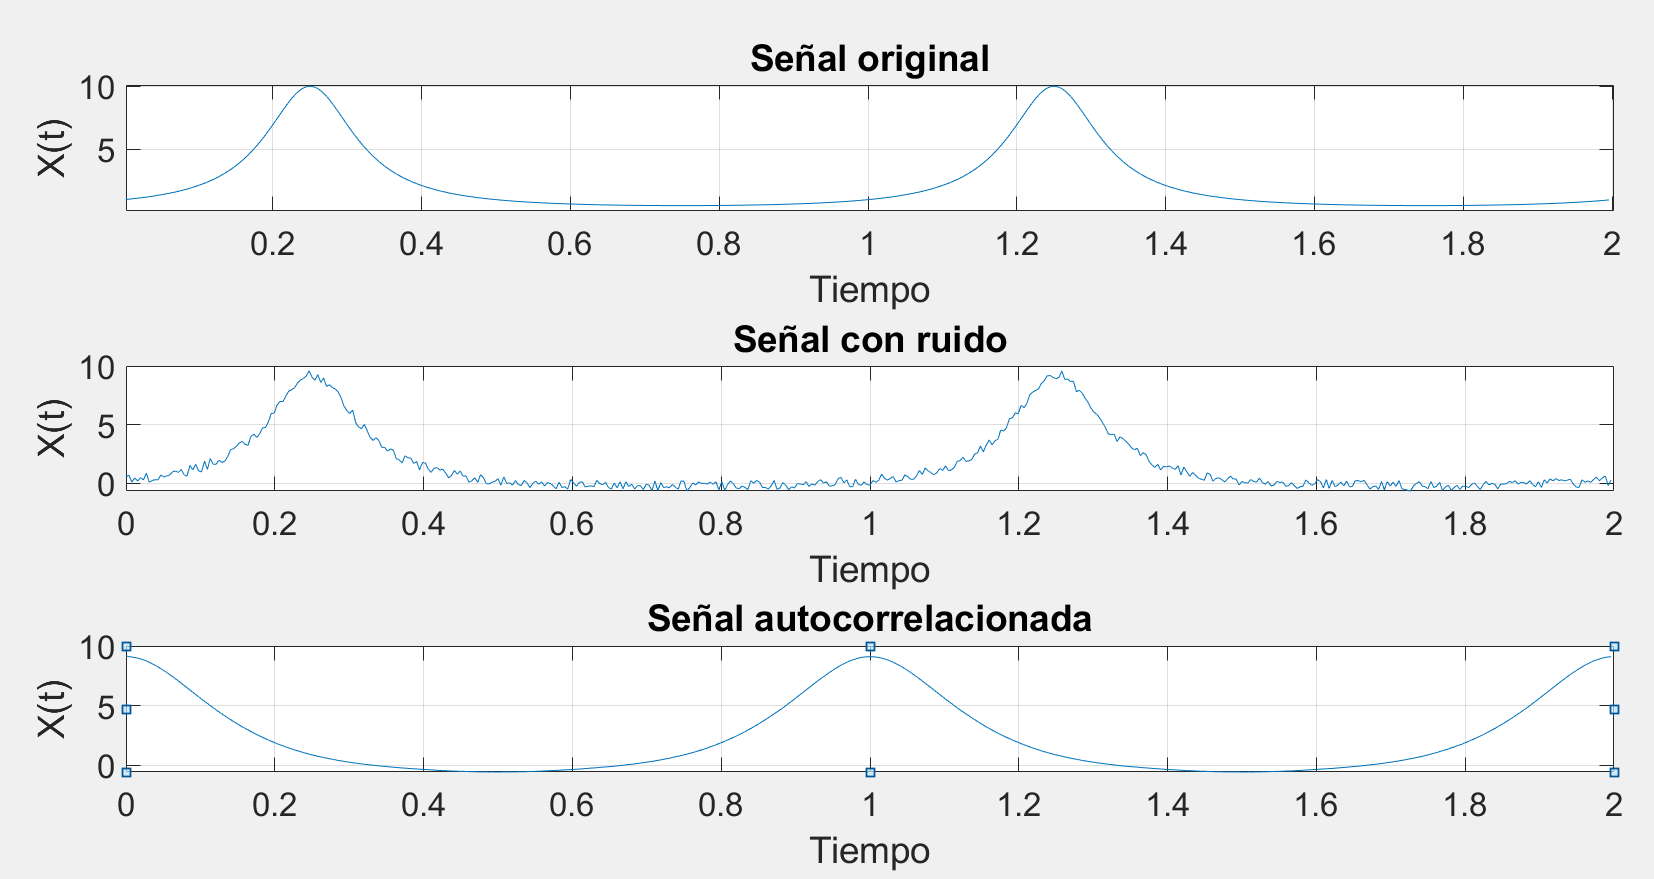 Señal original
10
5
X(t)
0.2 0.4 0.6 0.8 1 1.2 1.4 1.6 1.8 2
Tiempo
Señal con ruido
10
5
0
X(t)
0 0.2 0.4 0.6 0.8 1 1.2 1.4 1.6 1.8 2
Tiempo
Señal autocorrelacionada
10
5
0
X(t)
0 0.2 0.4 0.6 0.8 1 1.2 1.4 1.6 1.8 2
Tiempo